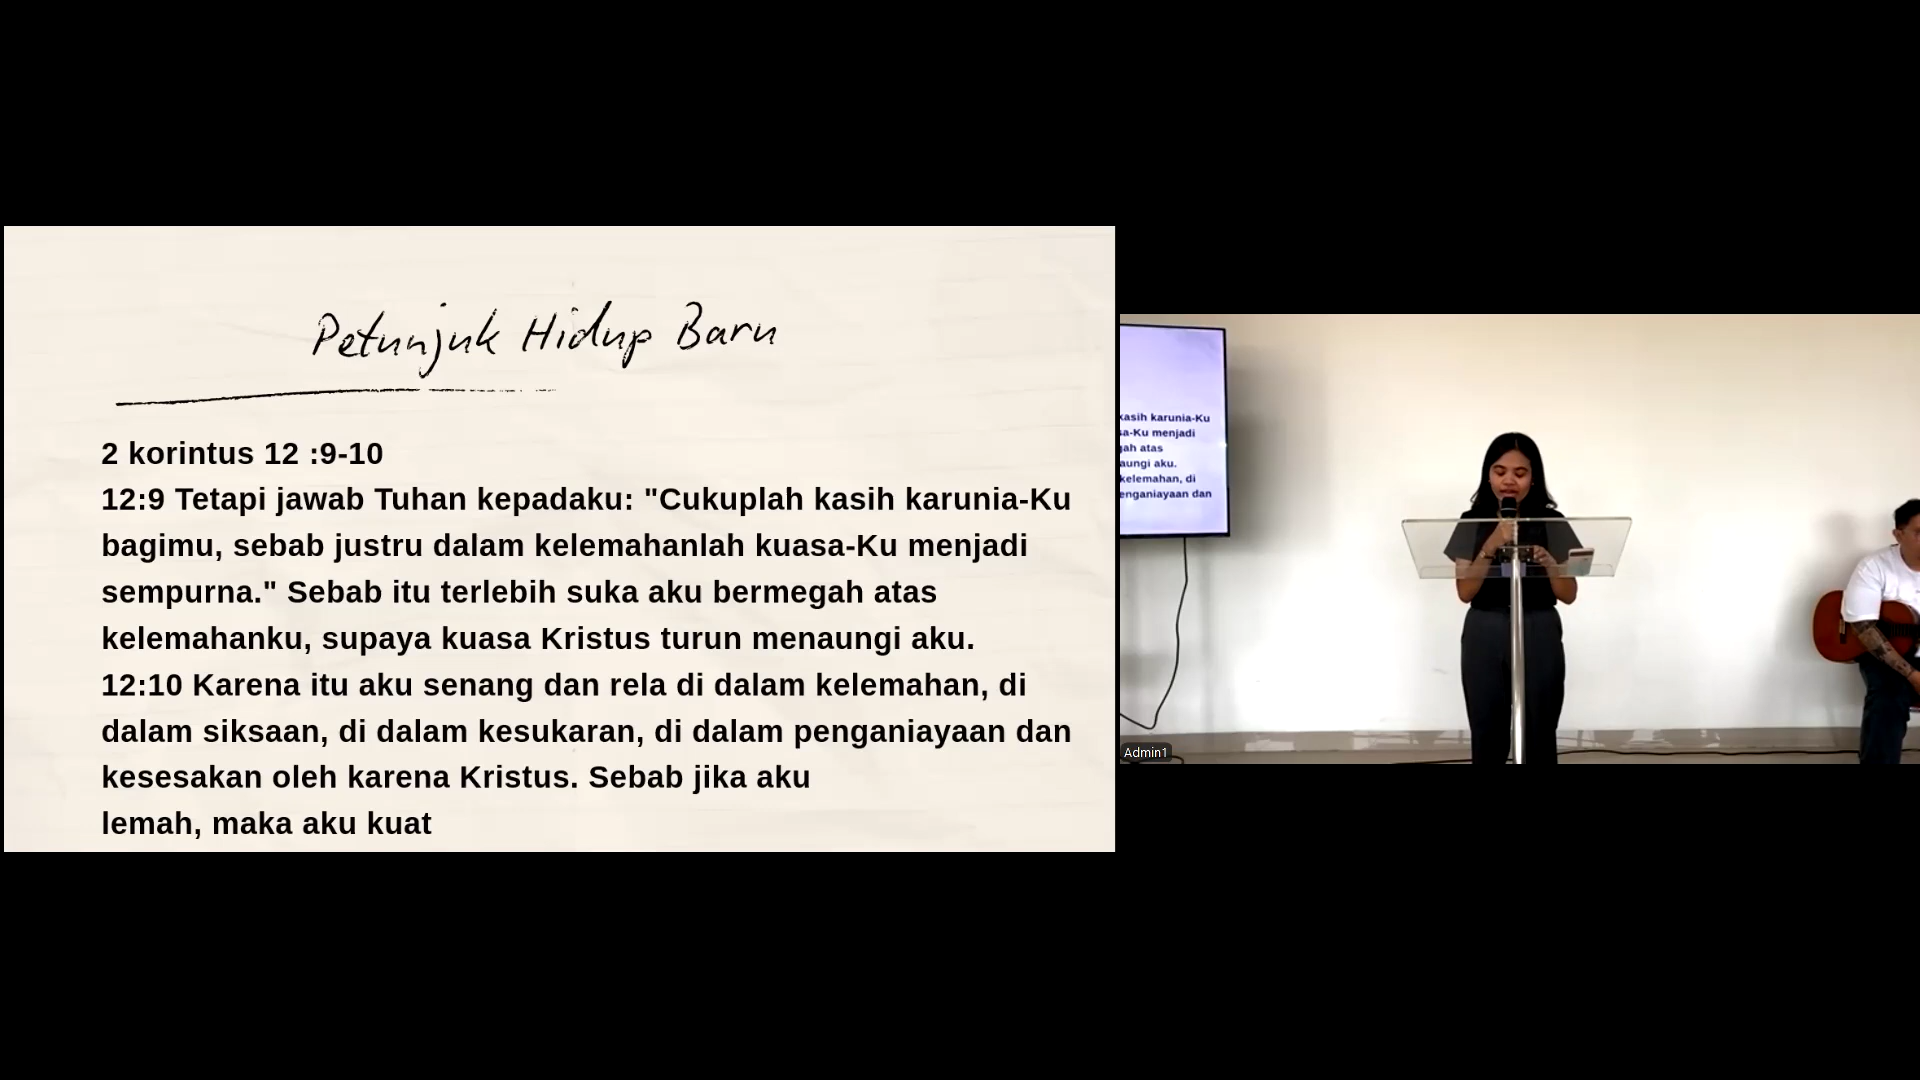 Petunjuk Hidup Baru
2 korintus 12 :9-10
12:9 Tetapi jawab Tuhan kepadaku: "Cukuplah kasih karunia-Ku
bagimu, sebab justru dalam kelemahanlah kuasa-Ku menjadi
sempurna." Sebab itu terlebih suka aku bermegah atas
kelemahanku, supaya kuasa Kristus turun menaungi aku.
12:10 Karena itu aku senang dan rela di dalam kelemahan, di
dalam siksaan, di dalam kesukaran, di dalam penganiayaan dan
kesesakan oleh karena Kristus. Sebab jika aku
lemah, maka aku kuat
kasih karunia-Ku
sa-Ku menjadi
gah atas
aungi aku.
kelemahan, di
enganiayaan dan
Admin1